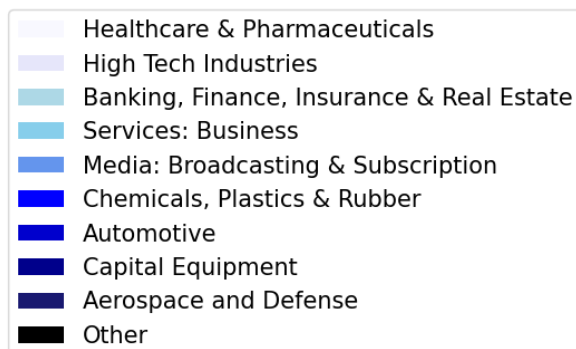 Healthcare & Pharmaceuticals
High Tech Industries
Banking, Finance, Insurance & Real Estate
Services: Business
Media: Broadcasting & Subscription
Chemicals, Plastics & Rubber
Automotive
Capital Equipment
Aerospace and Defense
Other